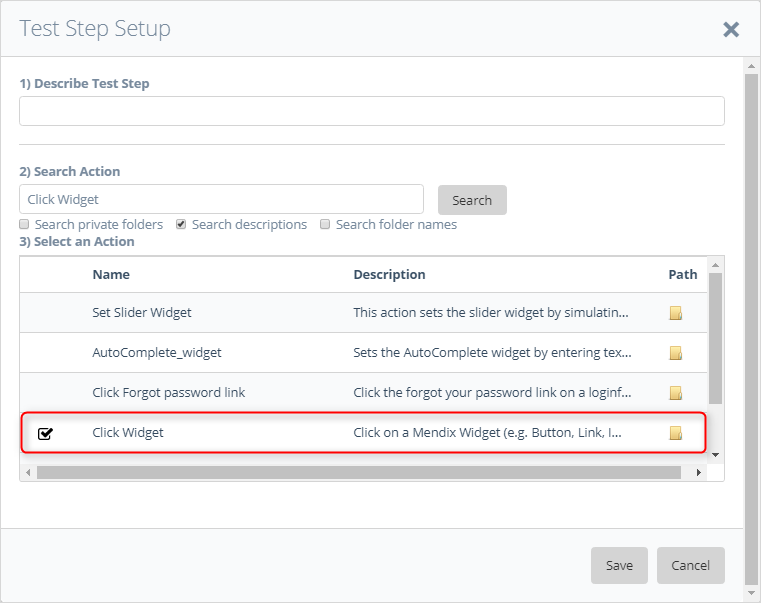 Test Step Setup
1) Describe Test Step
2) Search Action
Click Widget Search
Search private folders Search descriptions Search folder names
3) Select an Action
Name Description Path
Set Slider Widget This action sets the slider widget by simulatin...
AutoComplete_widget Sets the AutoComplete widget by entering tex...
Click Forgot password link Click the forgot your password link on a loginf...
Click Widget Click on a Mendix Widget (e.g. Button, Link, I...
Save Cancel